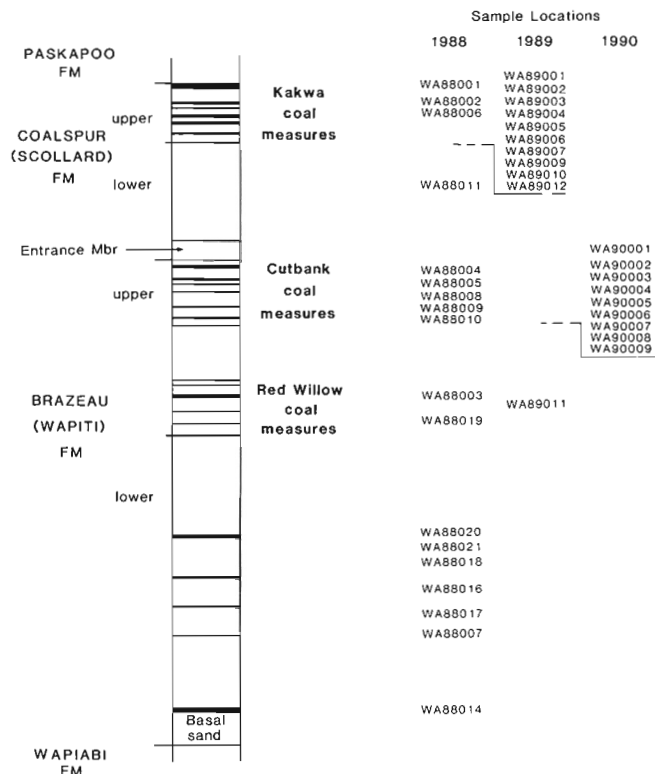 Sample Locations
1988 1989 1990
PASKAPOO
FM
upper
COALSPUR
(SCOLLARD)
FM
lower
Entrance Mbr
upper
BRAZEAU
(WAPITI)
FM
lower
Basal
sand
WAPIABI
FM
Kakwa
coal
measures
Cutbank
coal
measures
Red Willow
coal
measures
WA88001
WA88002
WA88006
WA88011
WA88004
WA88005
WA88008
WA88009
WA88010
WA88003
WA88019
WA88020
WA88021
WA88018
WA88016
WA88017
WA88007
WA88014
WA89001
WA89002
WA89003
WA89004
WA89005
WA89006
WA89007
WA89009
WA89010
WA89012
WA89011
WA90001
WA90002
WA90003
WA90004
WA90005
WA90006
WA90007
WA90008
WA90009